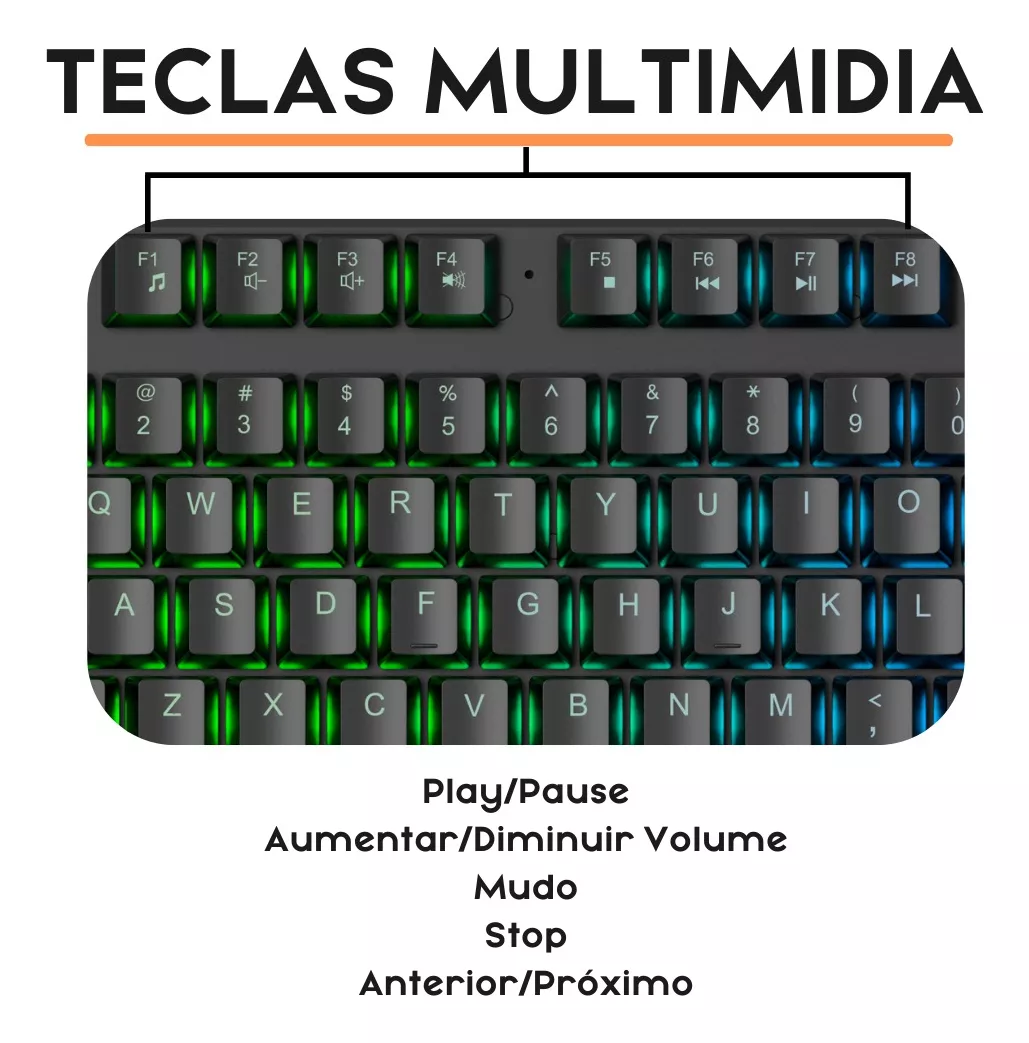 TECLAS MULTIMIDIA
F1 F2 F3 F4 F5 F6 F7 F8
@ # $ % ^ & * ( )
2 3 4 5 6 7 8 9 0
Q W E R T Y U I O
A S D F G H J K L
Z X C V B N M <
,
Play/Pause
Aumentar/Diminuir Volume
Mudo
Stop
Anterior/Próximo